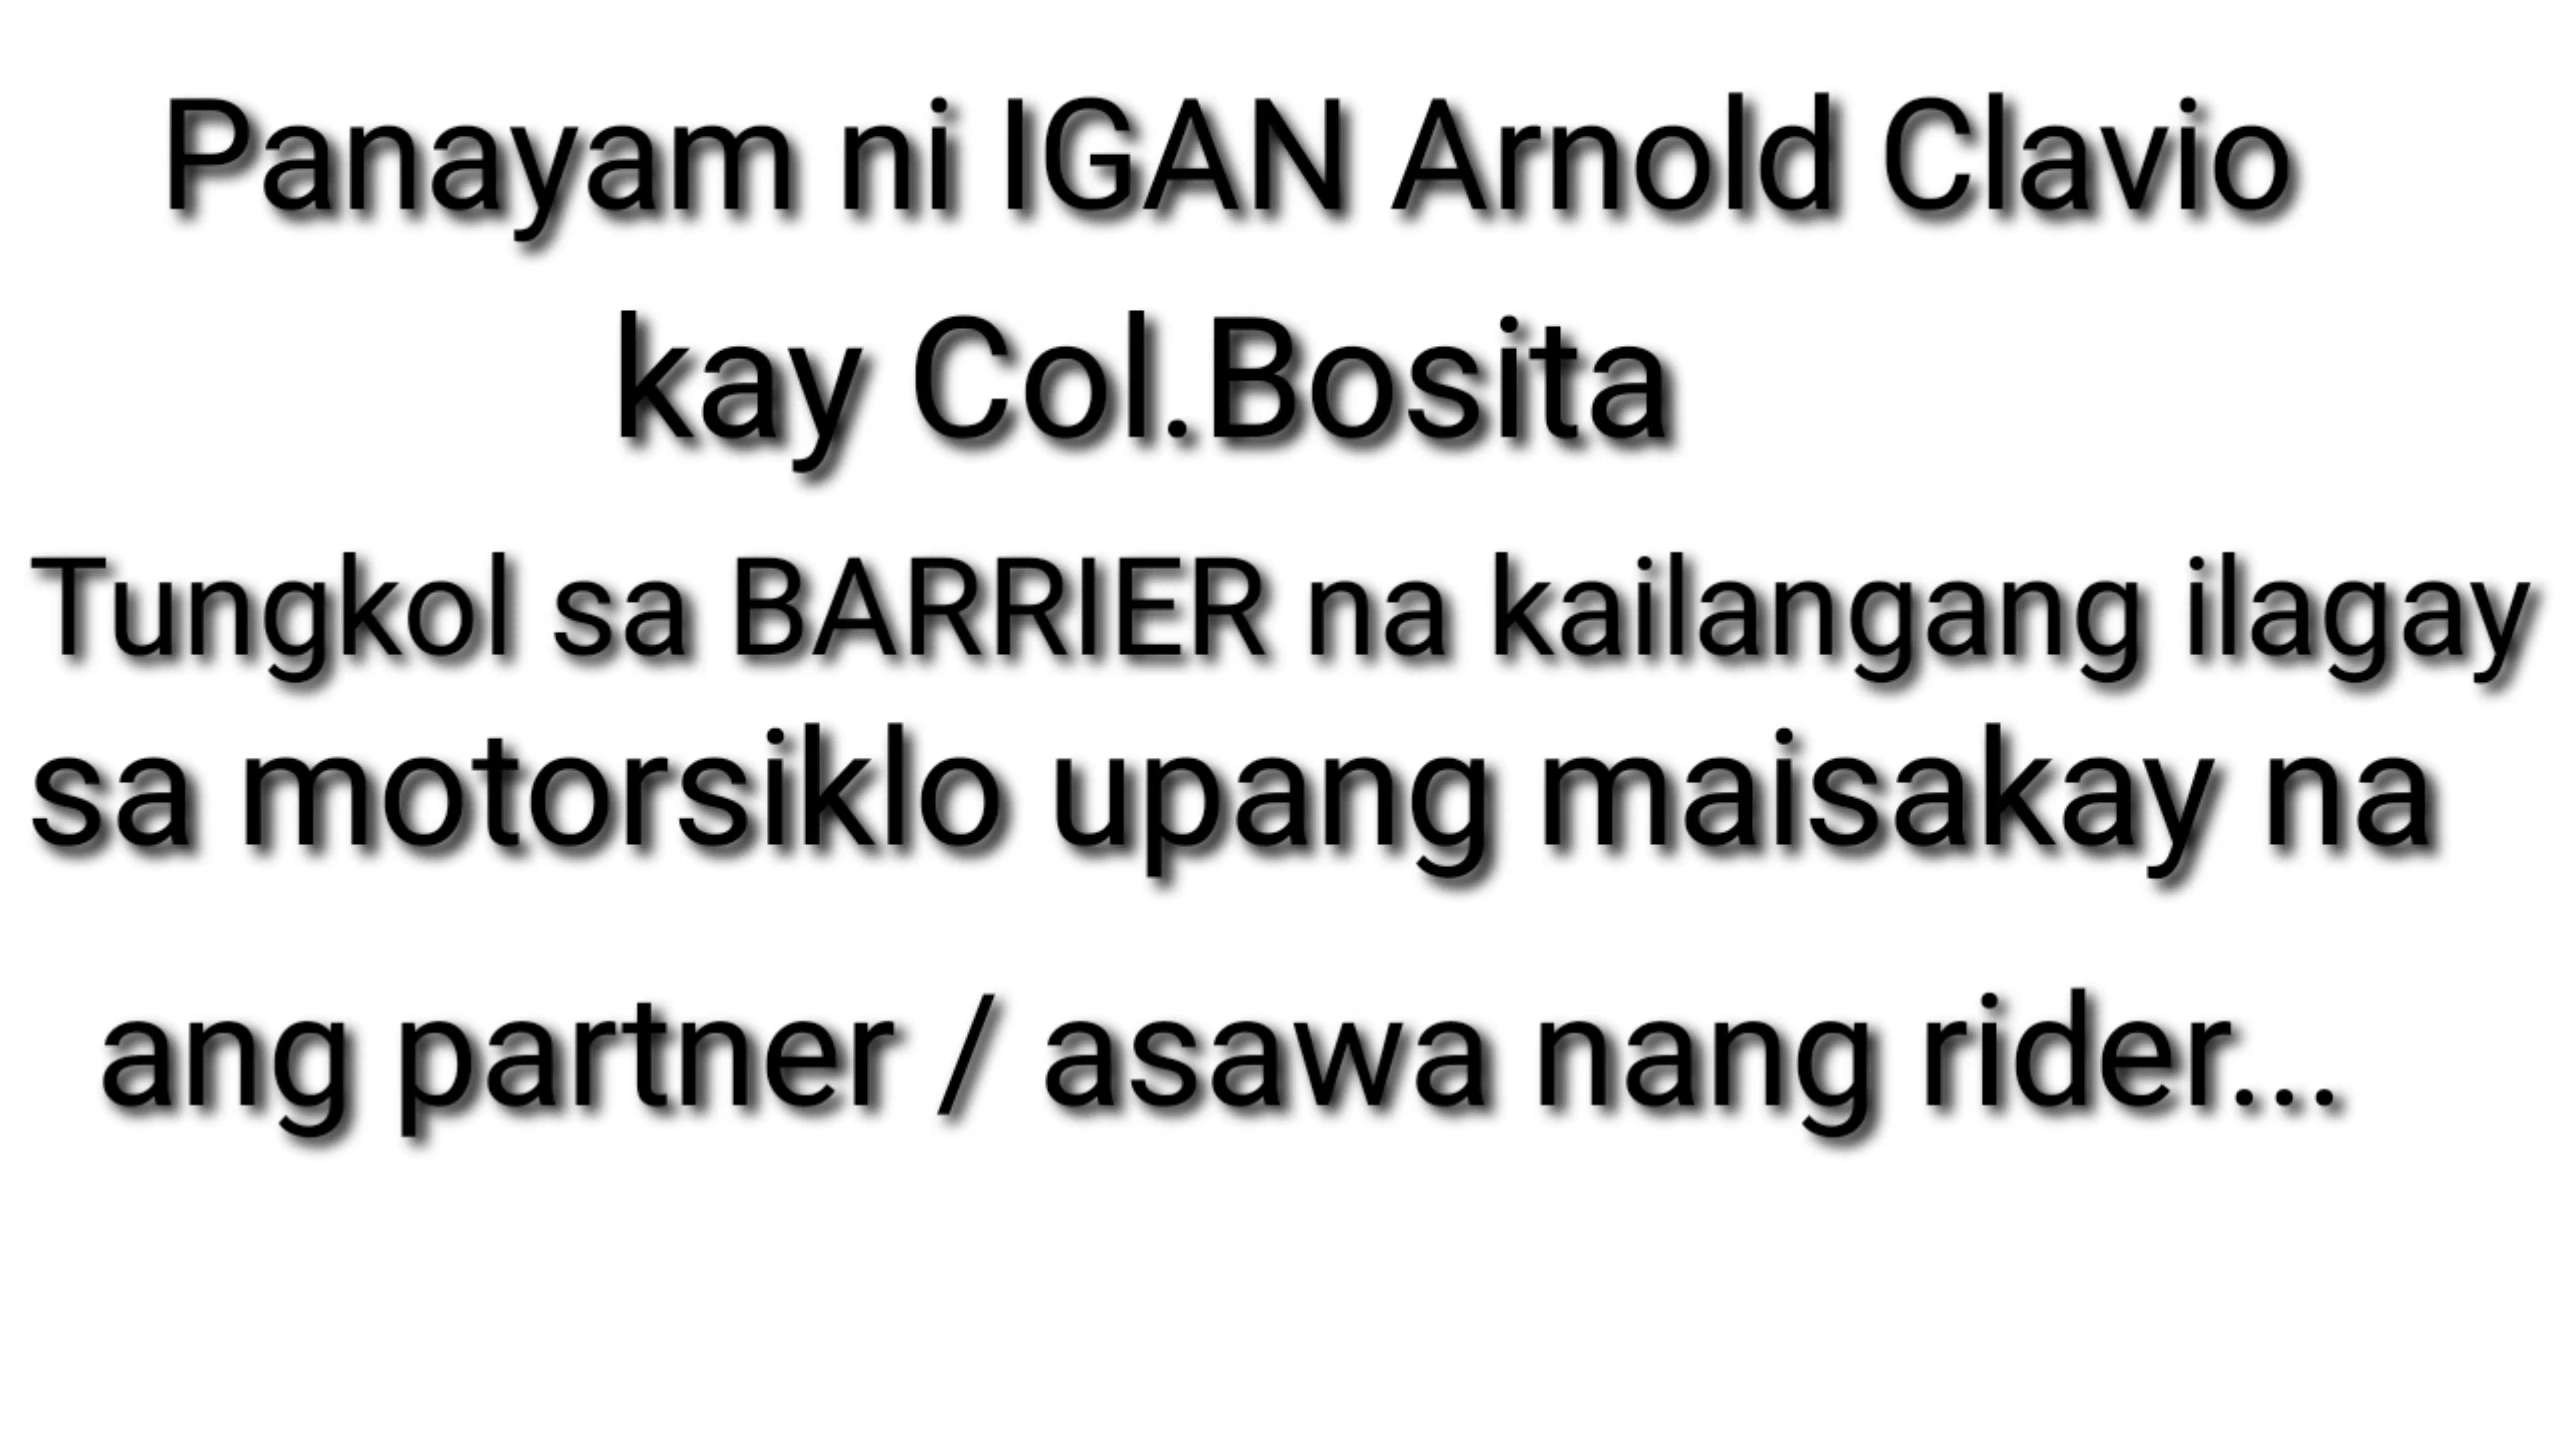 Panayam ni IGAN Arnold Clavio
kay Col.Bosita
Tungkol sa BARRIER na kailangang ilagay
sa motorsiklo upang maisakay na
ang partner / asawa nang rider...